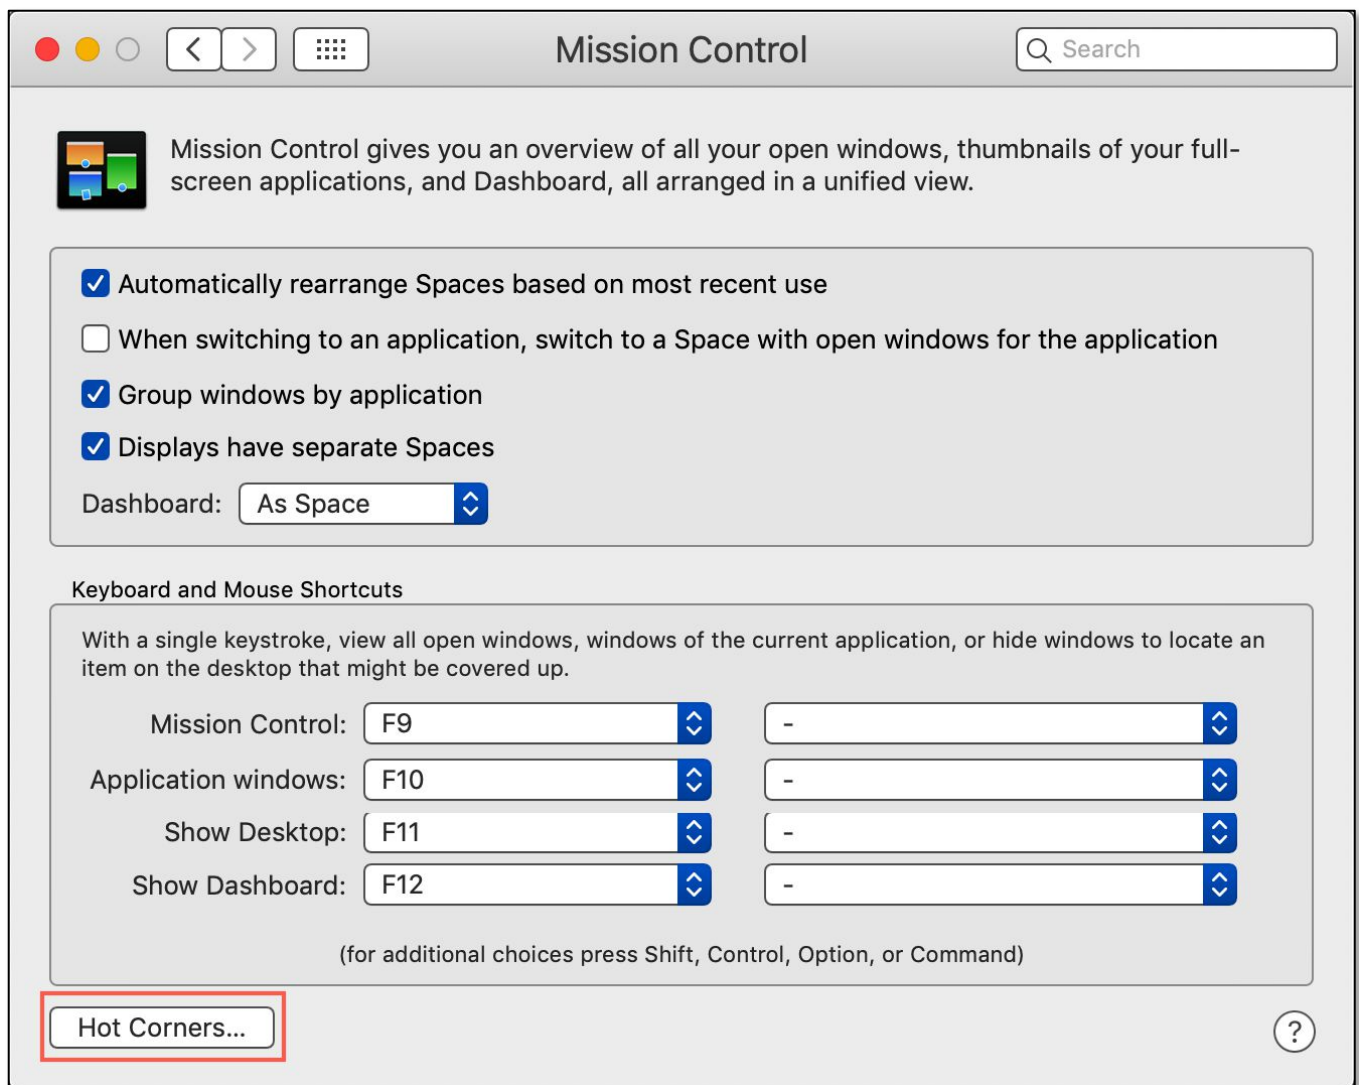 Mission Control
Search
Mission Control gives you an overview of all your open windows, thumbnails of your full-
screen applications, and Dashboard, all arranged in a unified view.
Automatically rearrange Spaces based on most recent use
When switching to an application, switch to a Space with open windows for the application
Group windows by application
Displays have separate Spaces
Dashboard: As Space
Keyboard and Mouse Shortcuts
With a single keystroke, view all open windows, windows of the current application, or hide windows to locate an
item on the desktop that might be covered up.
Mission Control: F9 -
Application windows: F10 -
Show Desktop: F11 -
Show Dashboard: F12 -
(for additional choices press Shift, Control, Option, or Command)
Hot Corners...
?